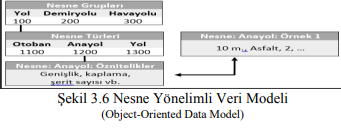 Nesne Grupları
Yol Demiryolu Havayolu
100 200 300
Nesne Türleri
Otoban Anayol Yol
1100 1200 1300
Nesne: Anayol: Öznitelikler
Genişlik, kaplama,
şerit sayısı vb.
Nesne: Anayol: Örnek 1
10 m, Asfalt, 2, ...
Şekil 3.6 Nesne Yönelimli Veri Modeli
(Object-Oriented Data Model)